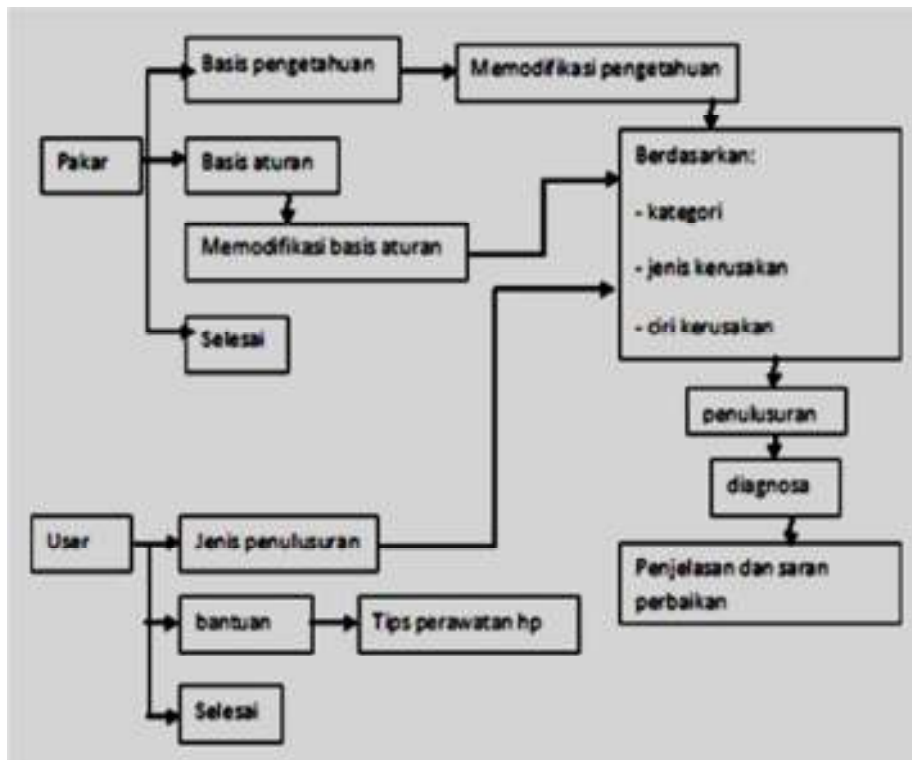 Basis pengetahuan
Memodifikasi pengetahuan
Pakar
Basis aturan
Memodifikasi basis aturan
Selesai
Berdasarkan:
- kategori
- jenis kerusakan
- ciri kerusakan
penulusuran
diagnosa
Penjelasan dan saran
perbaikan
User
Jenis penulusuran
bantuan
Tips perawatan hp
Selesai